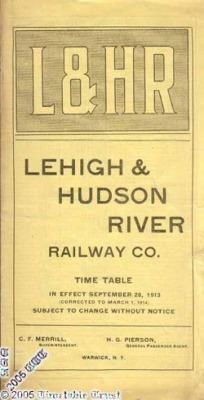 L&HR
LEHIGH &
HUDSON
RIVER
RAILWAY CO.
TIME TABLE
IN EFFECT SEPTEMBER 28, 1913
(CORRECTED TO MARCH 1, 1914)
SUBJECT TO CHANGE WITHOUT NOTICE
C. F. MERRILL, H. G. PIERSON,
SUPERINTENDENT. GENERAL PASSENGER AGENT.
WARWICK, N. Y.
© 2005 Timetable Trust